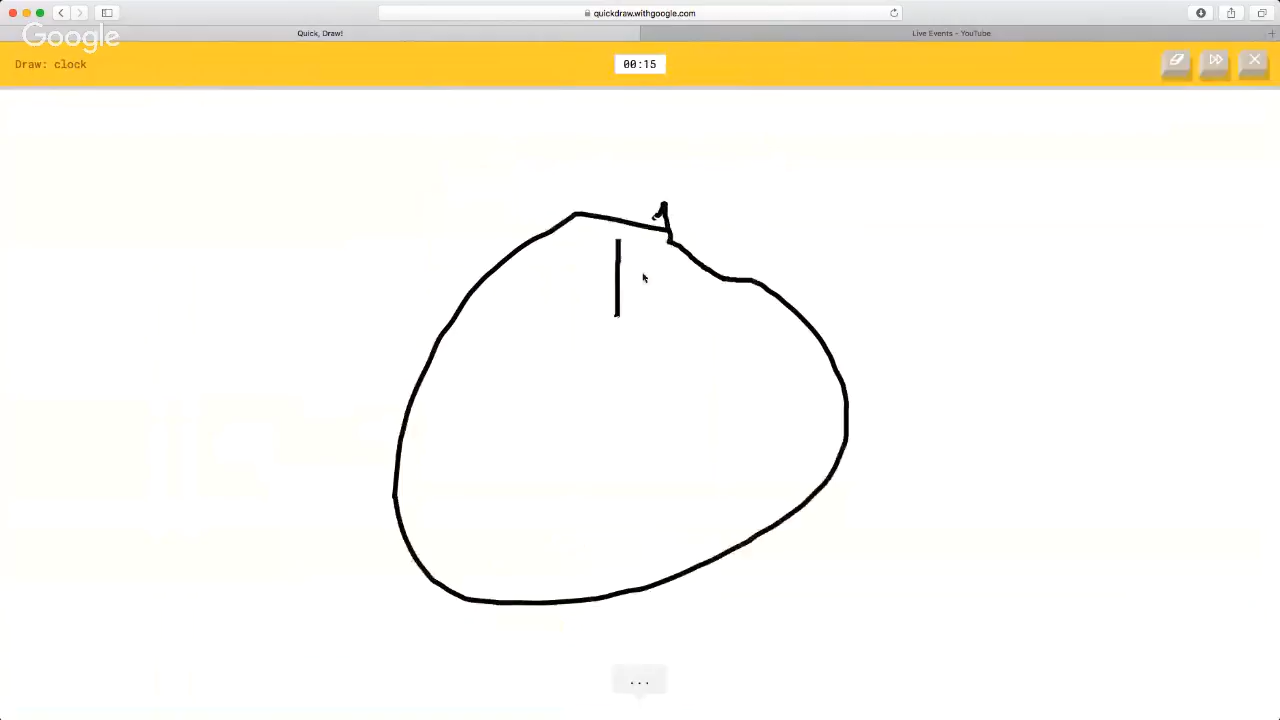 quickdraw.withgoogle.com
Google
Quick, Draw!
Live Events - YouTube
Draw: clock
00:15
...